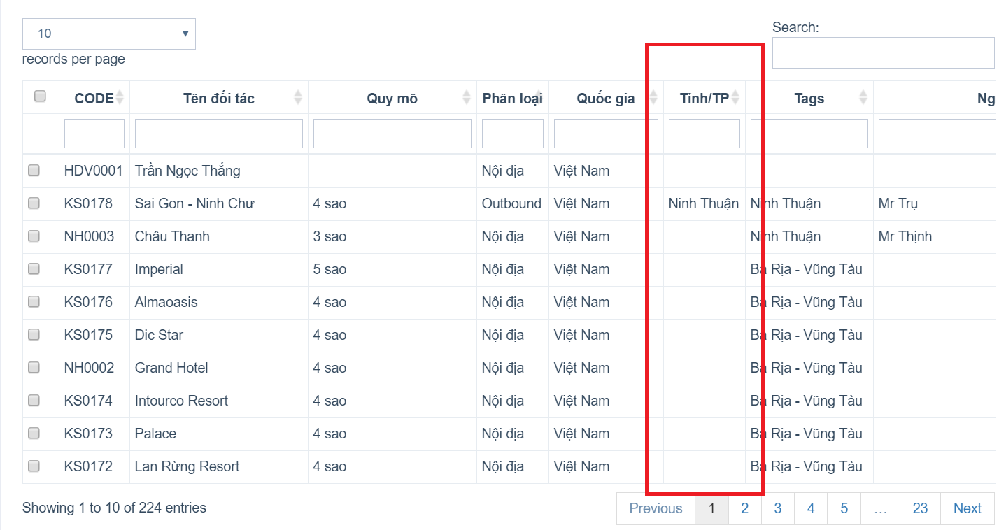 10
Search:
records per page
CODE Tên đối tác Quy mô Phân loại Quốc gia Tỉnh/TP Tags Ng
HDV0001 Trần Ngọc Thắng Nội địa Việt Nam
KS0178 Sai Gon - Ninh Chư 4 sao Outbound Việt Nam Ninh Thuận Ninh Thuận Mr Trụ
NH0003 Châu Thanh 3 sao Nội địa Việt Nam Ninh Thuận Mr Thịnh
KS0177 Imperial 5 sao Nội địa Việt Nam Bà Rịa - Vũng Tàu
KS0176 Almaoasis 4 sao Nội địa Việt Nam Bà Rịa - Vũng Tàu
KS0175 Dic Star 4 sao Nội địa Việt Nam Bà Rịa - Vũng Tàu
NH0002 Grand Hotel 4 sao Nội địa Việt Nam Bà Rịa - Vũng Tàu
KS0174 Intourco Resort 4 sao Nội địa Việt Nam Bà Rịa - Vũng Tàu
KS0173 Palace 4 sao Nội địa Việt Nam Bà Rịa - Vũng Tàu
KS0172 Lan Rừng Resort 4 sao Nội địa Việt Nam Bà Rịa - Vũng Tàu
Showing 1 to 10 of 224 entries Previous 1 2 3 4 5 … 23 Next